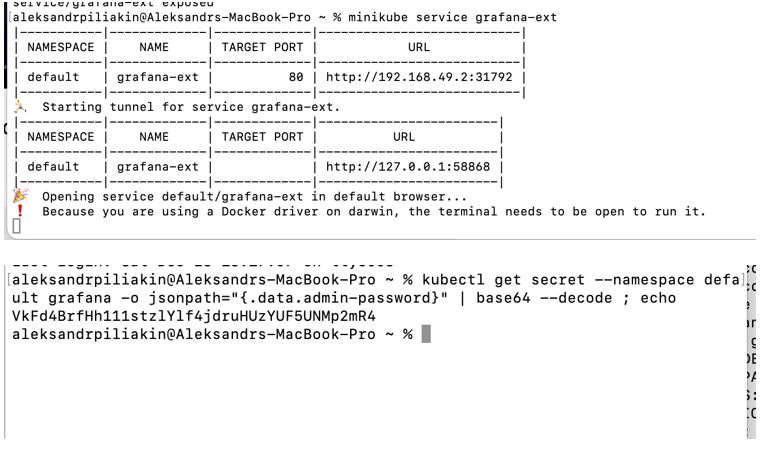 service/grafana-ext exposed
[aleksandrpiliakin@Aleksandrs-MacBook-Pro ~ % minikube service grafana-ext
|-----------|-------------|-------------|---------------------------|
| NAMESPACE | NAME | TARGET PORT | URL |
|-----------|-------------|-------------|---------------------------|
| default | grafana-ext | 80 | http://192.168.49.2:31792 |
|-----------|-------------|-------------|---------------------------|
🏃 Starting tunnel for service grafana-ext.
|-----------|-------------|-------------|------------------------|
| NAMESPACE | NAME | TARGET PORT | URL |
|-----------|-------------|-------------|------------------------|
| default | grafana-ext | | http://127.0.0.1:58868 |
|-----------|-------------|-------------|------------------------|
🎉 Opening service default/grafana-ext in default browser...
❗ Because you are using a Docker driver on darwin, the terminal needs to be open to run it.
[aleksandrpiliakin@Aleksandrs-MacBook-Pro ~ % kubectl get secret --namespace defa]
ult grafana -o jsonpath="{.data.admin-password}" | base64 --decode ; echo
VkFd4BrfHh111stzlYlf4jdruHUzYUF5UNMp2mR4
aleksandrpiliakin@Aleksandrs-MacBook-Pro ~ %